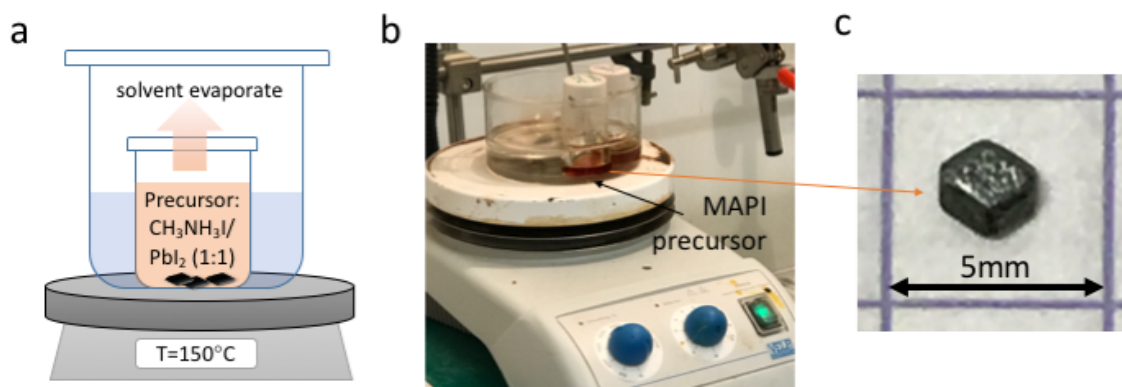 a
solvent evaporate
Precursor:
CH₃NH₃I/
PbI₂ (1:1)
T=150°C
b
MAPI
precursor
c
5mm